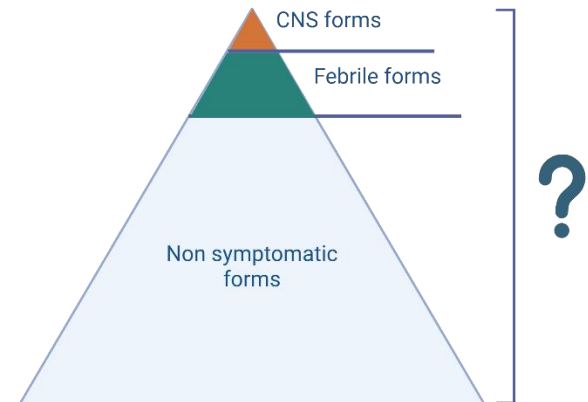 CNS forms
Febrile forms
?
Non symptomatic
forms